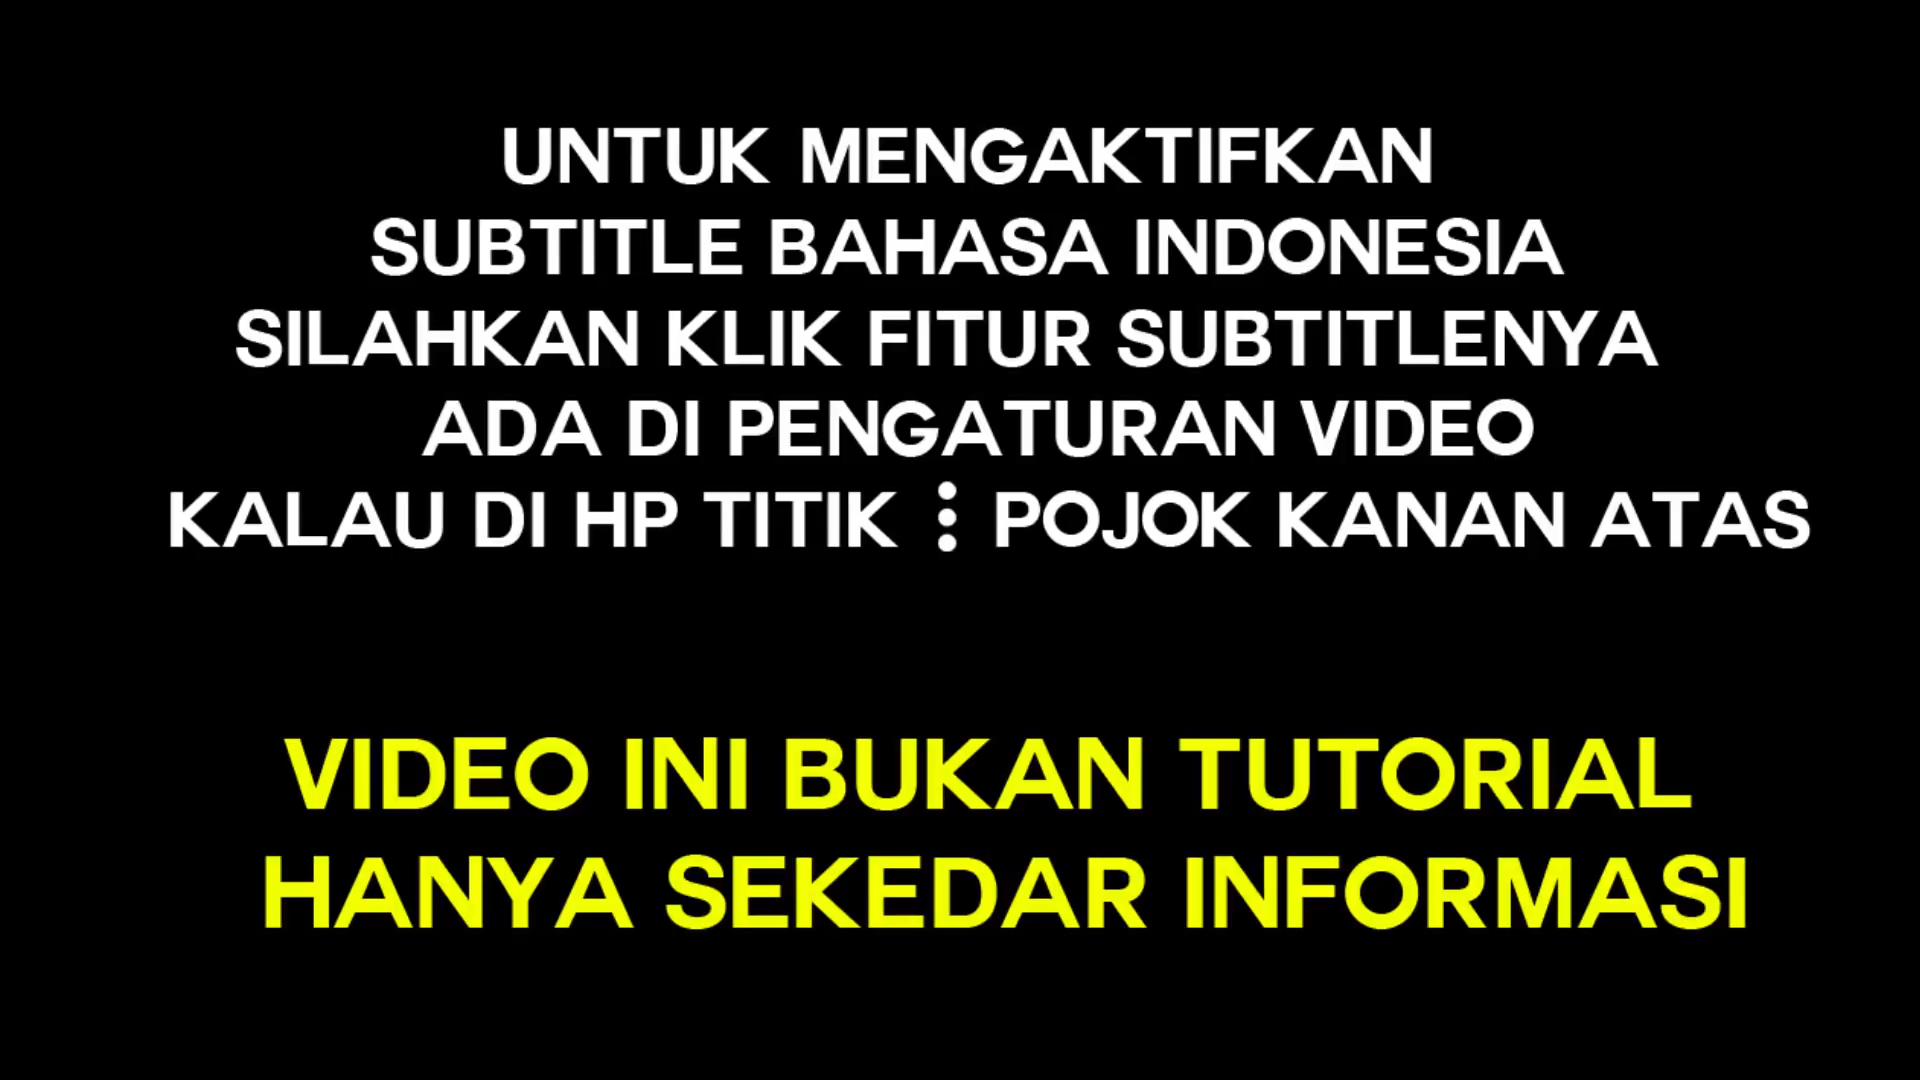 UNTUK MENGAKTIFKAN
SUBTITLE BAHASA INDONESIA
SILAHKAN KLIK FITUR SUBTITLENYA
ADA DI PENGATURAN VIDEO
KALAU DI HP TITIK ⋮ POJOK KANAN ATAS
VIDEO INI BUKAN TUTORIAL
HANYA SEKEDAR INFORMASI